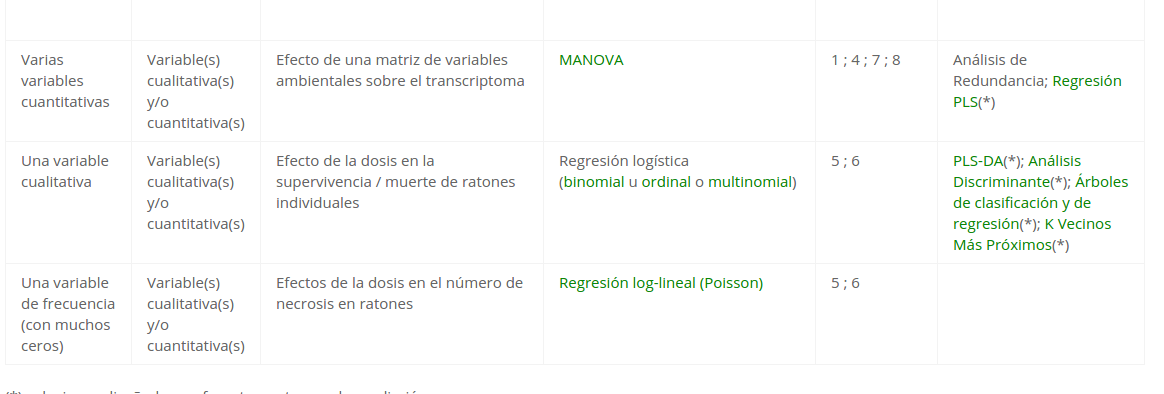 Varias
variables
cuantitativas
Variable(s)
cualitativa(s)
y/o
cuantitativa(s)
Efecto de una matriz de variables
ambientales sobre el transcriptoma
MANOVA
1 ; 4 ; 7 ; 8
Análisis de
Redundancia; Regresión
PLS(*)
Una variable
cualitativa
Variable(s)
cualitativa(s)
y/o
cuantitativa(s)
Efecto de la dosis en la
supervivencia / muerte de ratones
individuales
Regresión logística
(binomial u ordinal o multinomial)
5 ; 6
PLS-DA(*); Análisis
Discriminante(*); Árboles
de clasificación y de
regresión(*); K Vecinos
Más Próximos(*)
Una variable
de frecuencia
(con muchos
ceros)
Variable(s)
cualitativa(s)
y/o
cuantitativa(s)
Efectos de la dosis en el número de
necrosis en ratones
Regresión log-lineal (Poisson)
5 ; 6